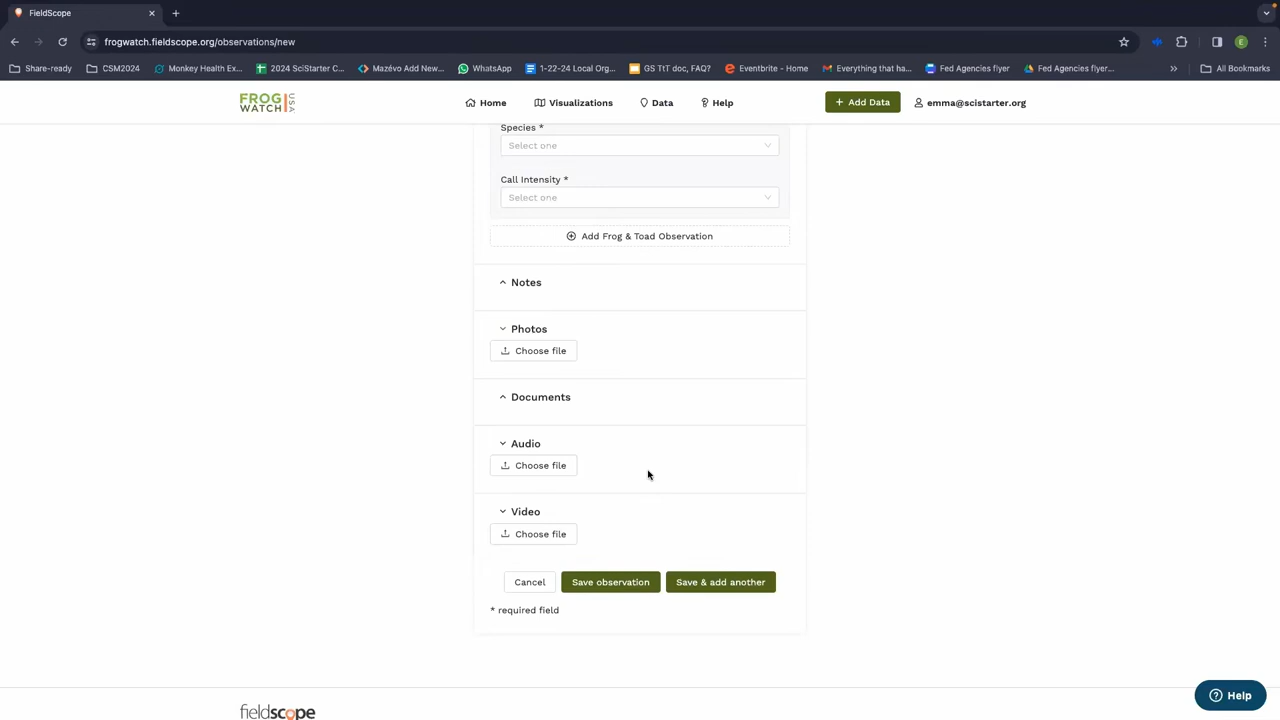 FieldScope
frogwatch.fieldscope.org/observations/new
Share-ready
CSM2024
Monkey Health Ex...
2024 SciStarter C...
Mazévo Add New...
WhatsApp
1-22-24 Local Org...
GS TtT doc, FAQ?
Eventbrite - Home
Everything that ha...
Fed Agencies flyer
Fed Agencies flyer...
All Bookmarks
E
FROG WATCH USA
Home
Visualizations
Data
Help
Add Data
emma@scistarter.org
Species *
Select one
Call Intensity *
Select one
Add Frog & Toad Observation
Notes
Photos
Choose file
Documents
Audio
Choose file
Video
Choose file
Cancel
Save observation
Save & add another
* required field
Help
fieldscope